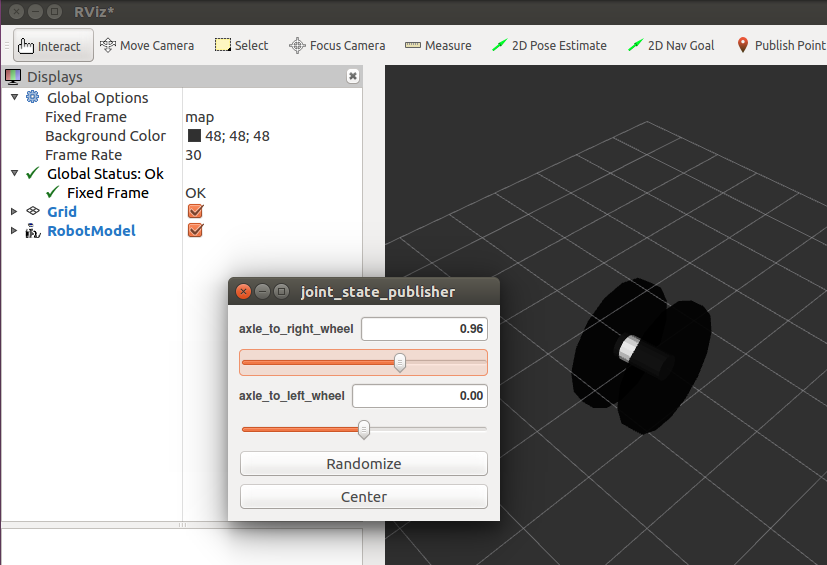 RViz*
Interact Move Camera Select Focus Camera Measure 2D Pose Estimate 2D Nav Goal Publish Point
Displays
Global Options
Fixed Frame map
Background Color 48; 48; 48
Frame Rate 30
Global Status: Ok
Fixed Frame OK
Grid
RobotModel
joint_state_publisher
axle_to_right_wheel 0.96
axle_to_left_wheel 0.00
Randomize
Center